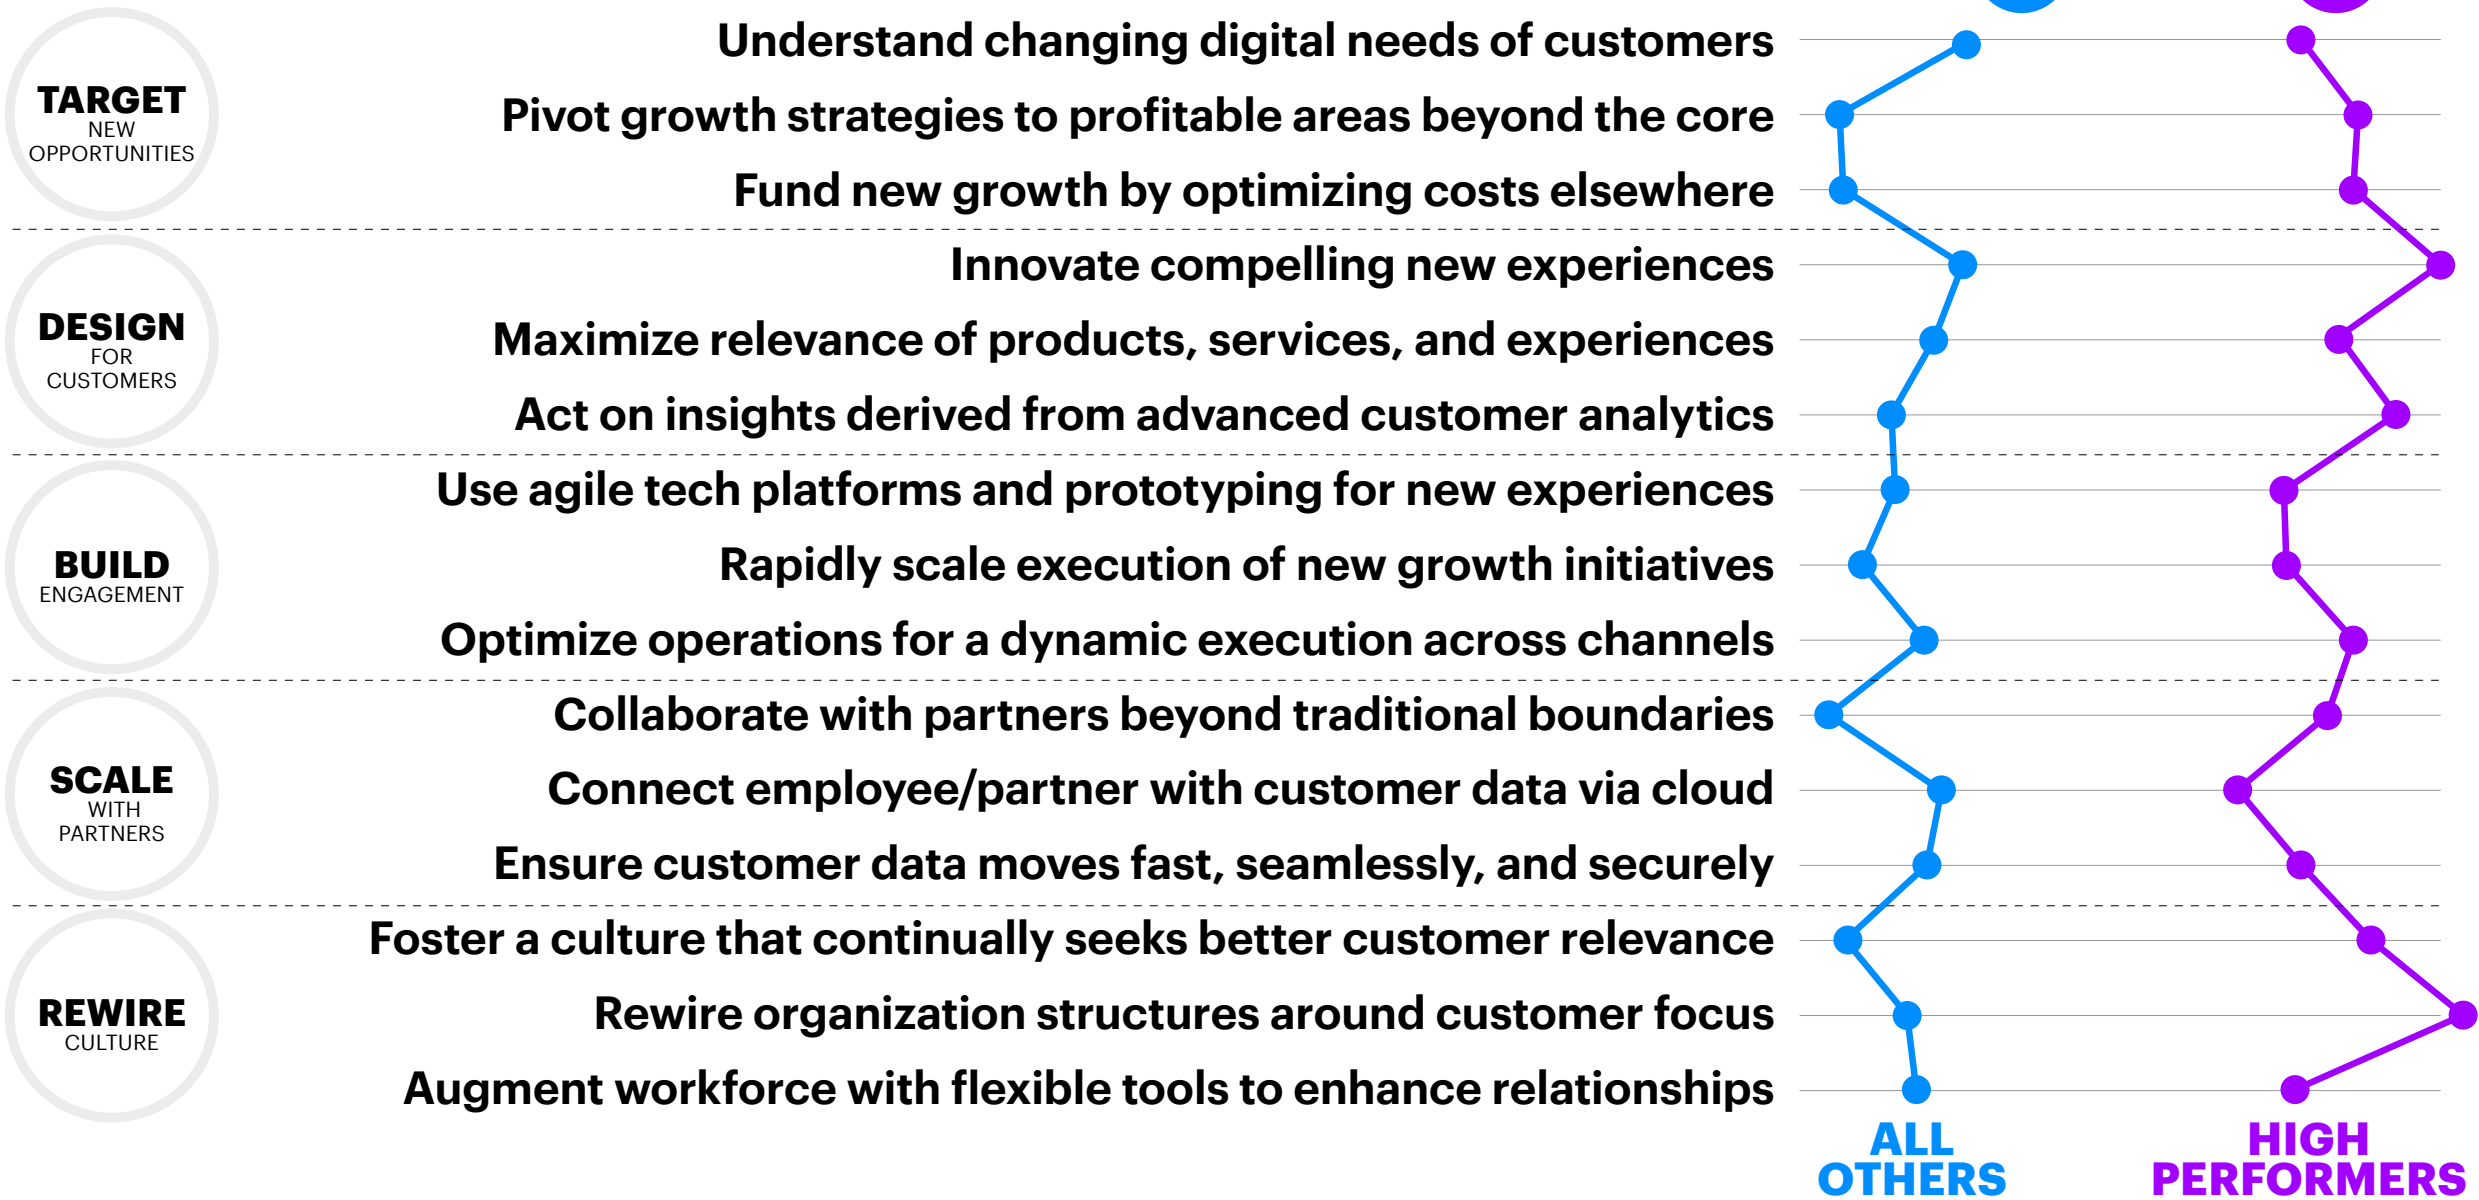 TARGET
NEW
OPPORTUNITIES
Understand changing digital needs of customers
Pivot growth strategies to profitable areas beyond the core
Fund new growth by optimizing costs elsewhere
DESIGN
FOR
CUSTOMERS
Innovate compelling new experiences
Maximize relevance of products, services, and experiences
Act on insights derived from advanced customer analytics
BUILD
ENGAGEMENT
Use agile tech platforms and prototyping for new experiences
Rapidly scale execution of new growth initiatives
Optimize operations for a dynamic execution across channels
SCALE
WITH
PARTNERS
Collaborate with partners beyond traditional boundaries
Connect employee/partner with customer data via cloud
Ensure customer data moves fast, seamlessly, and securely
REWIRE
CULTURE
Foster a culture that continually seeks better customer relevance
Rewire organization structures around customer focus
Augment workforce with flexible tools to enhance relationships
ALL
OTHERS
HIGH
PERFORMERS